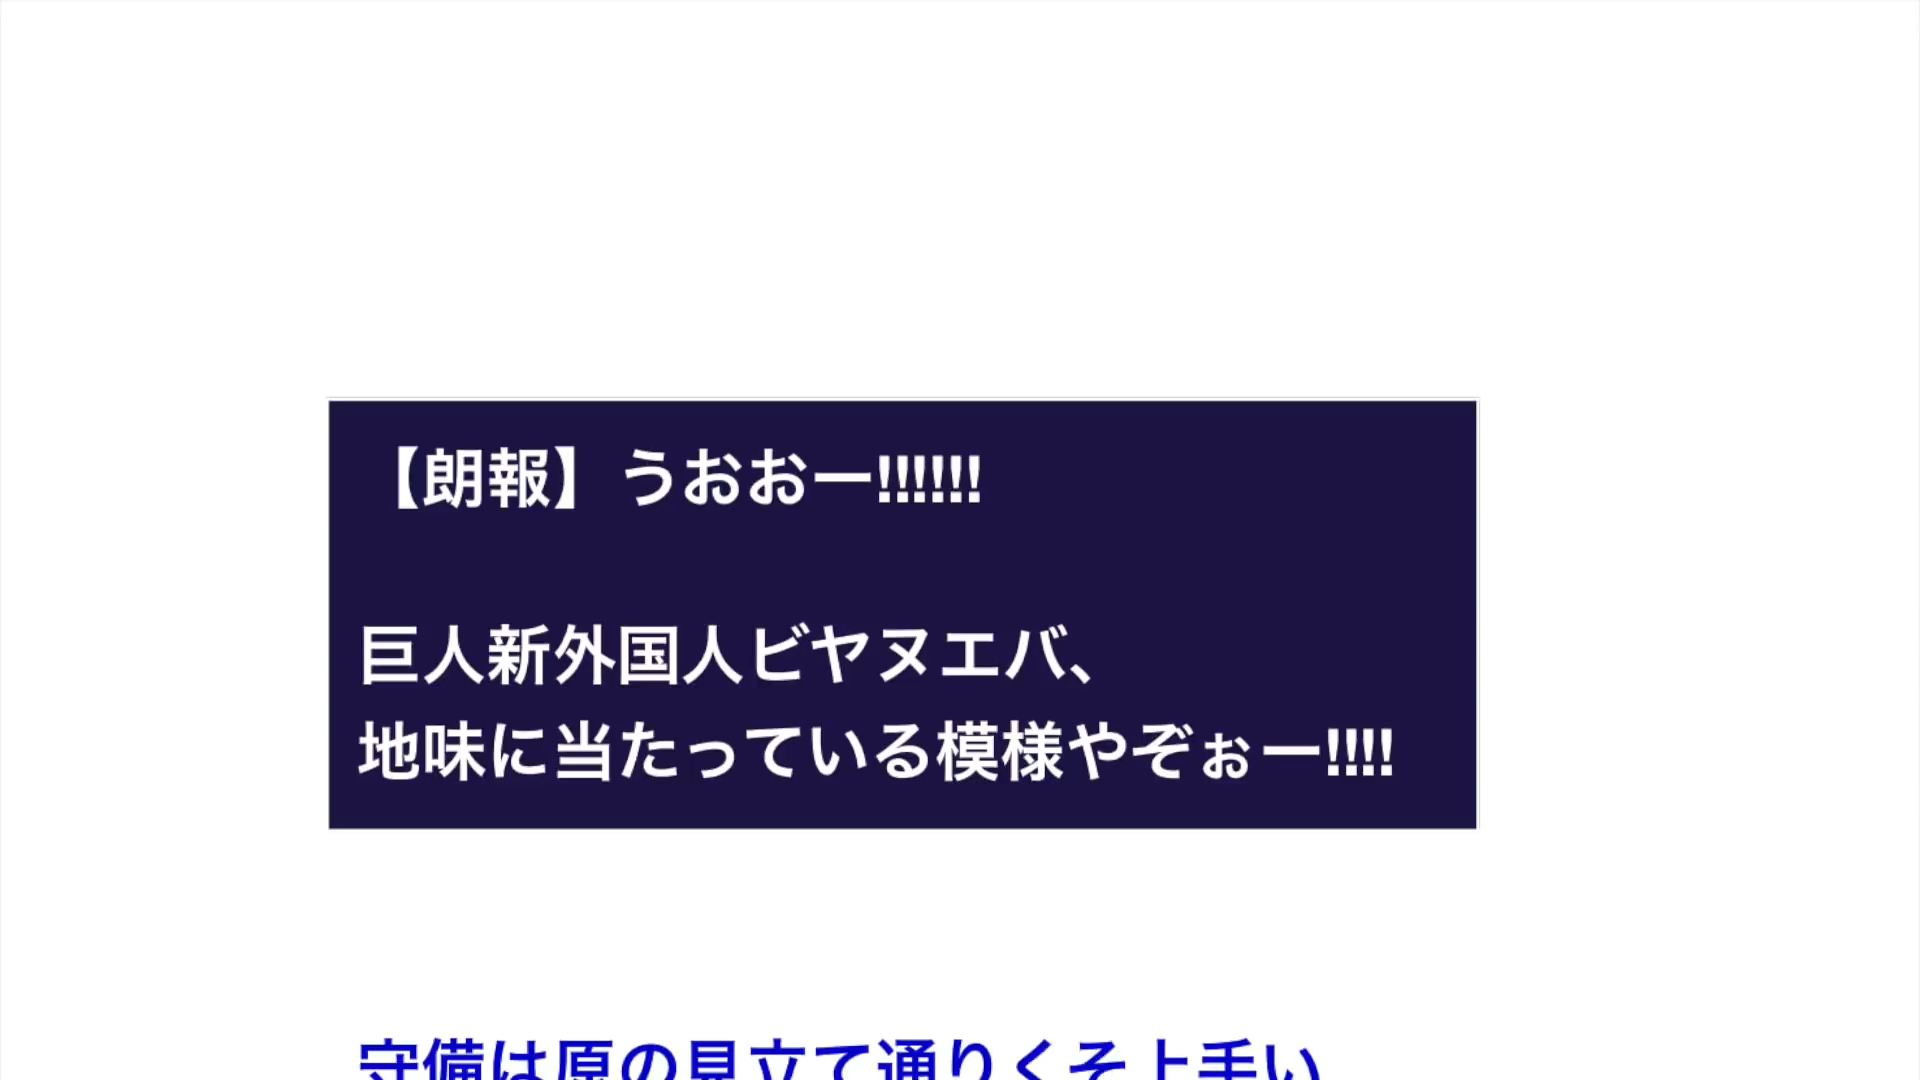 【朗報】うおおー!!!!!!
巨人新外国人ビヤヌエバ、
地味に当たっている模様やぞぉー!!!!
守備は原の見立て通りくそ上手い